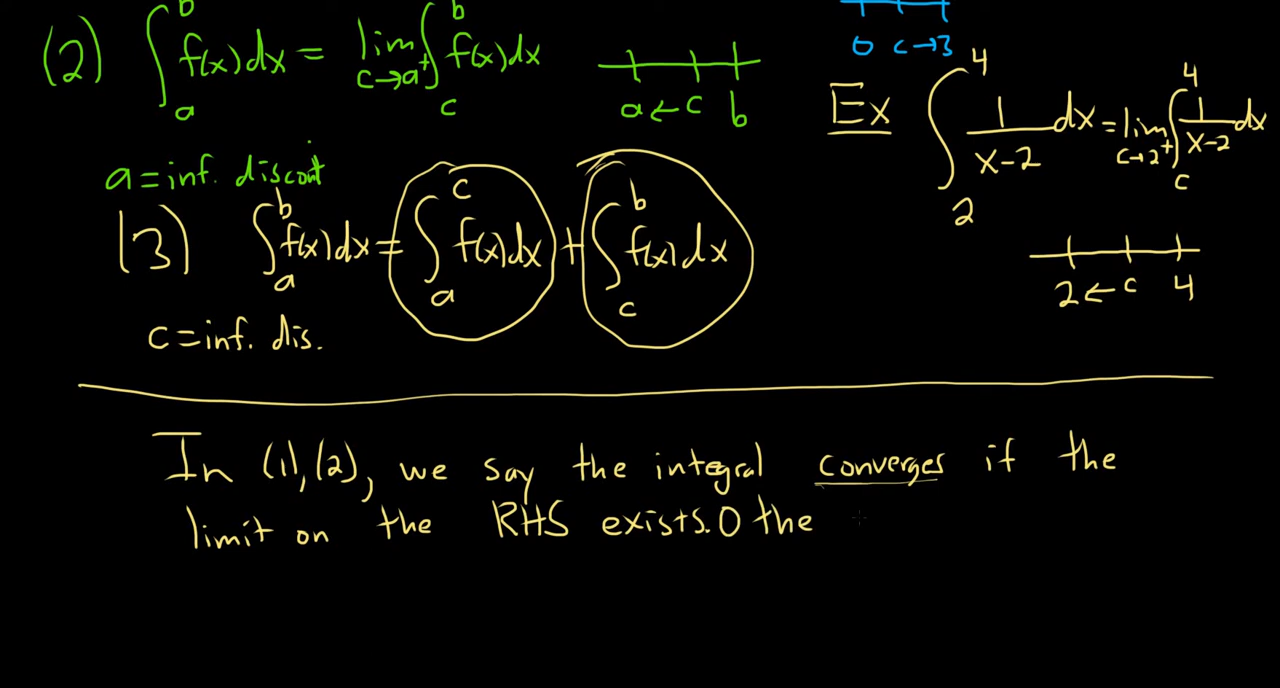 (2) ∫_a^b f(x)dx = lim_{c→a⁺} ∫_c^b f(x)dx
a ← c b
a = inf. discont
0 c → 3
Ex ∫_2^4 1/(x-2) dx = lim_{c→2⁺} ∫_c^4 1/(x-2) dx
2 ← c 4
(3) ∫_a^b f(x)dx = ∫_a^c f(x)dx + ∫_c^b f(x)dx
c = inf. dis.
In (1), (2), we say the integral converges if the
limit on the RHS exists. O the